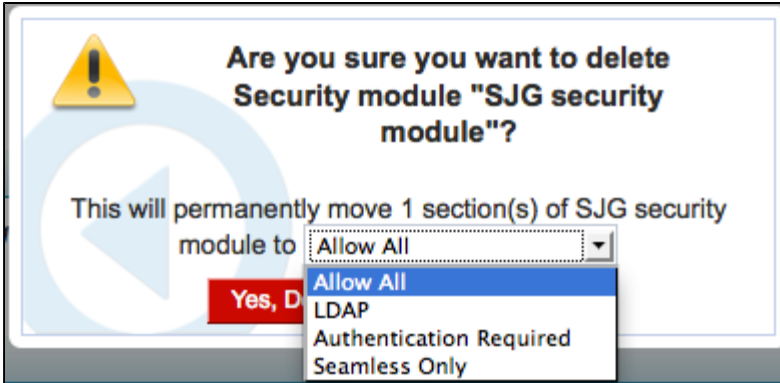 Are you sure you want to delete
Security module "SJG security
module"?
This will permanently move 1 section(s) of SJG security
module to Allow All
Allow All
Yes,
LDAP
Authentication Required
Seamless Only